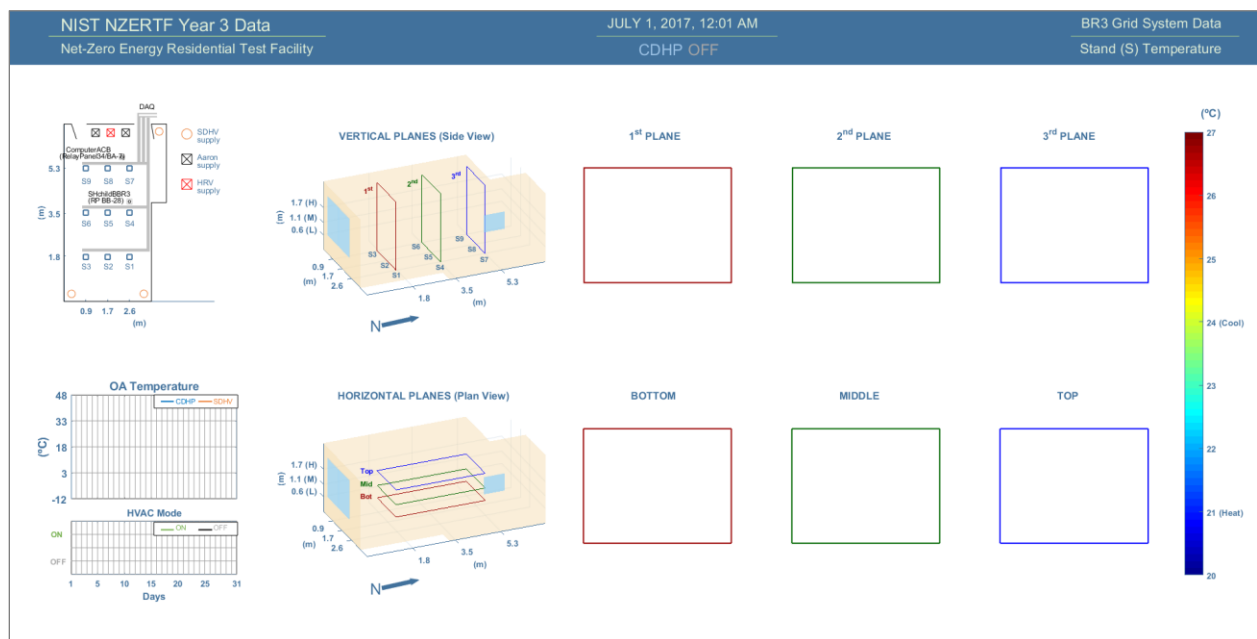 NIST NZERTF Year 3 Data
Net-Zero Energy Residential Test Facility
JULY 1, 2017, 12:01 AM
CDHP OFF
BR3 Grid System Data
Stand (S) Temperature
DAQ
SDHV
supply
Aaron
supply
HRV
supply
ComputerACB
5.3
S9 S8 S7
SHchildBBR3
(RP BB-28)
(m)
3.5
S6 S5 S4
1.8
S3 S2 S1
0.9 1.7 2.6
(m)
VERTICAL PLANES (Side View)
1st
2nd
3rd
1.7 (H)
1.1 (M)
0.6 (L)
(m)
S3 S2 S1
S6 S5 S4
S9 S8 S7
0.9
1.7
2.6
(m)
1.8
3.5
5.3
(m)
N
1st PLANE
2nd PLANE
3rd PLANE
(ºC)
27
26
25
24 (Cool)
23
22
21 (Heat)
20
OA Temperature
CDHP SDHV
48
33
18
3
-12
(ºC)
HVAC Mode
ON OFF
ON
OFF
1 5 10 15 20 25 31
Days
HORIZONTAL PLANES (Plan View)
Top
Mid
Bot
1.7 (H)
1.1 (M)
0.6 (L)
(m)
0.9
1.7
2.6
(m)
1.8
3.5
5.3
(m)
N
BOTTOM
MIDDLE
TOP